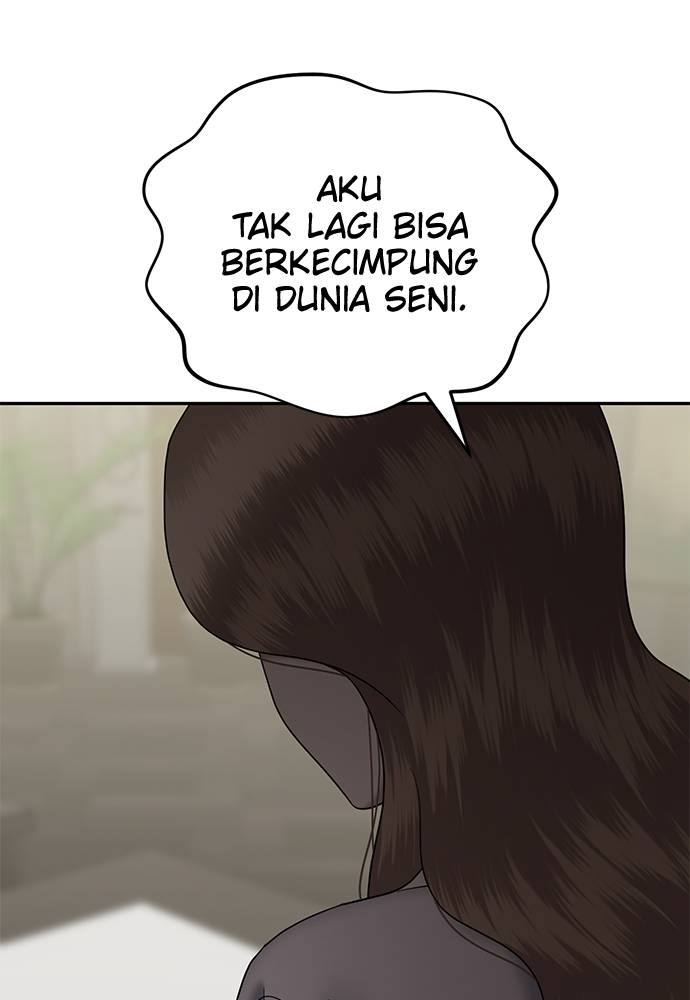 AKU
TAK LAGI BISA
BERKECIMPUNG
DI DUNIA SENI.